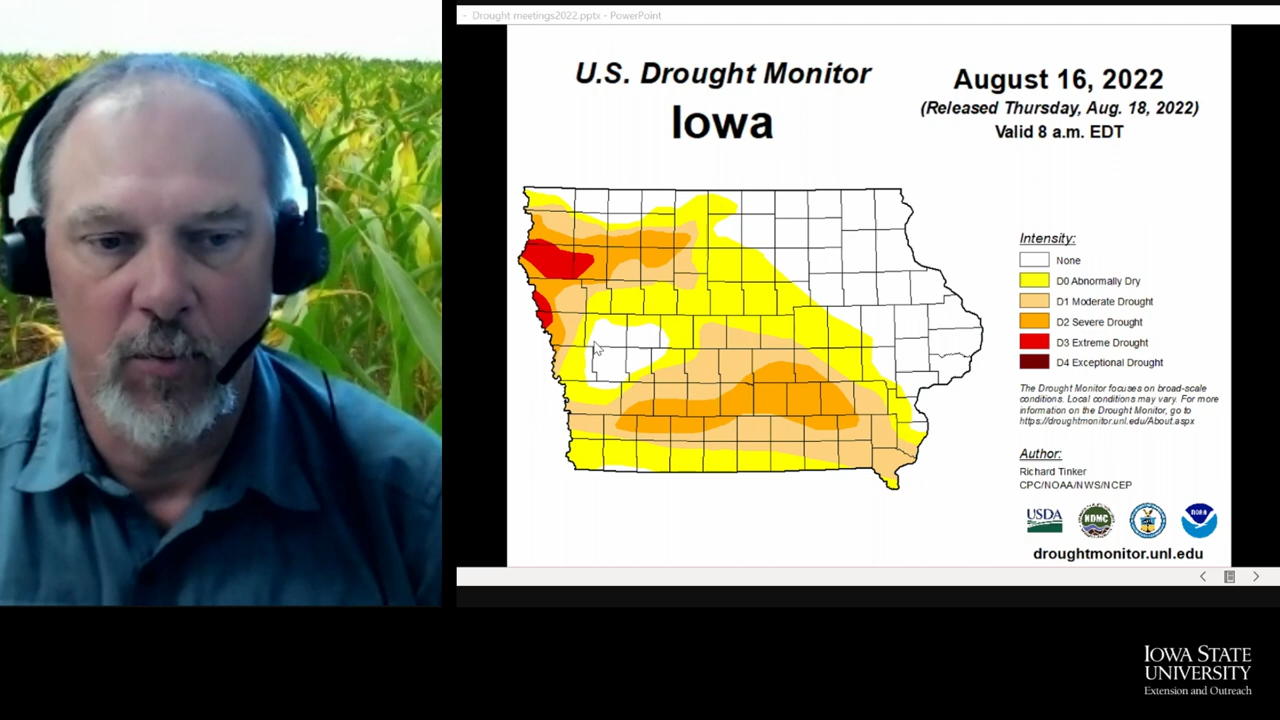 - Drought meetings2022.pptx - PowerPoint
U.S. Drought Monitor
Iowa
August 16, 2022
(Released Thursday, Aug. 18, 2022)
Valid 8 a.m. EDT
Intensity:
None
D0 Abnormally Dry
D1 Moderate Drought
D2 Severe Drought
D3 Extreme Drought
D4 Exceptional Drought
The Drought Monitor focuses on broad-scale
conditions. Local conditions may vary. For more
information on the Drought Monitor, go to
https://droughtmonitor.unl.edu/About.aspx
Author:
Richard Tinker
CPC/NOAA/NWS/NCEP
USDA
NDMC
NOAA
droughtmonitor.unl.edu
IOWA STATE
UNIVERSITY
Extension and Outreach